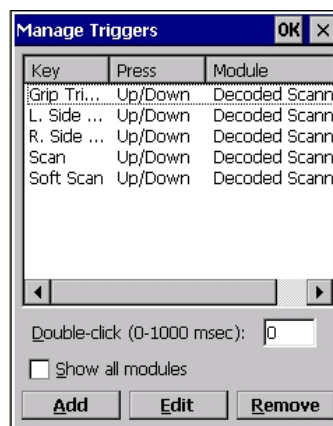 Manage Triggers OK ×
Key Press Module
Grip Tri... Up/Down Decoded Scann
L. Side ... Up/Down Decoded Scann
R. Side ... Up/Down Decoded Scann
Scan Up/Down Decoded Scann
Soft Scan Up/Down Decoded Scann
Double-click (0-1000 msec): 0
Show all modules
Add Edit Remove